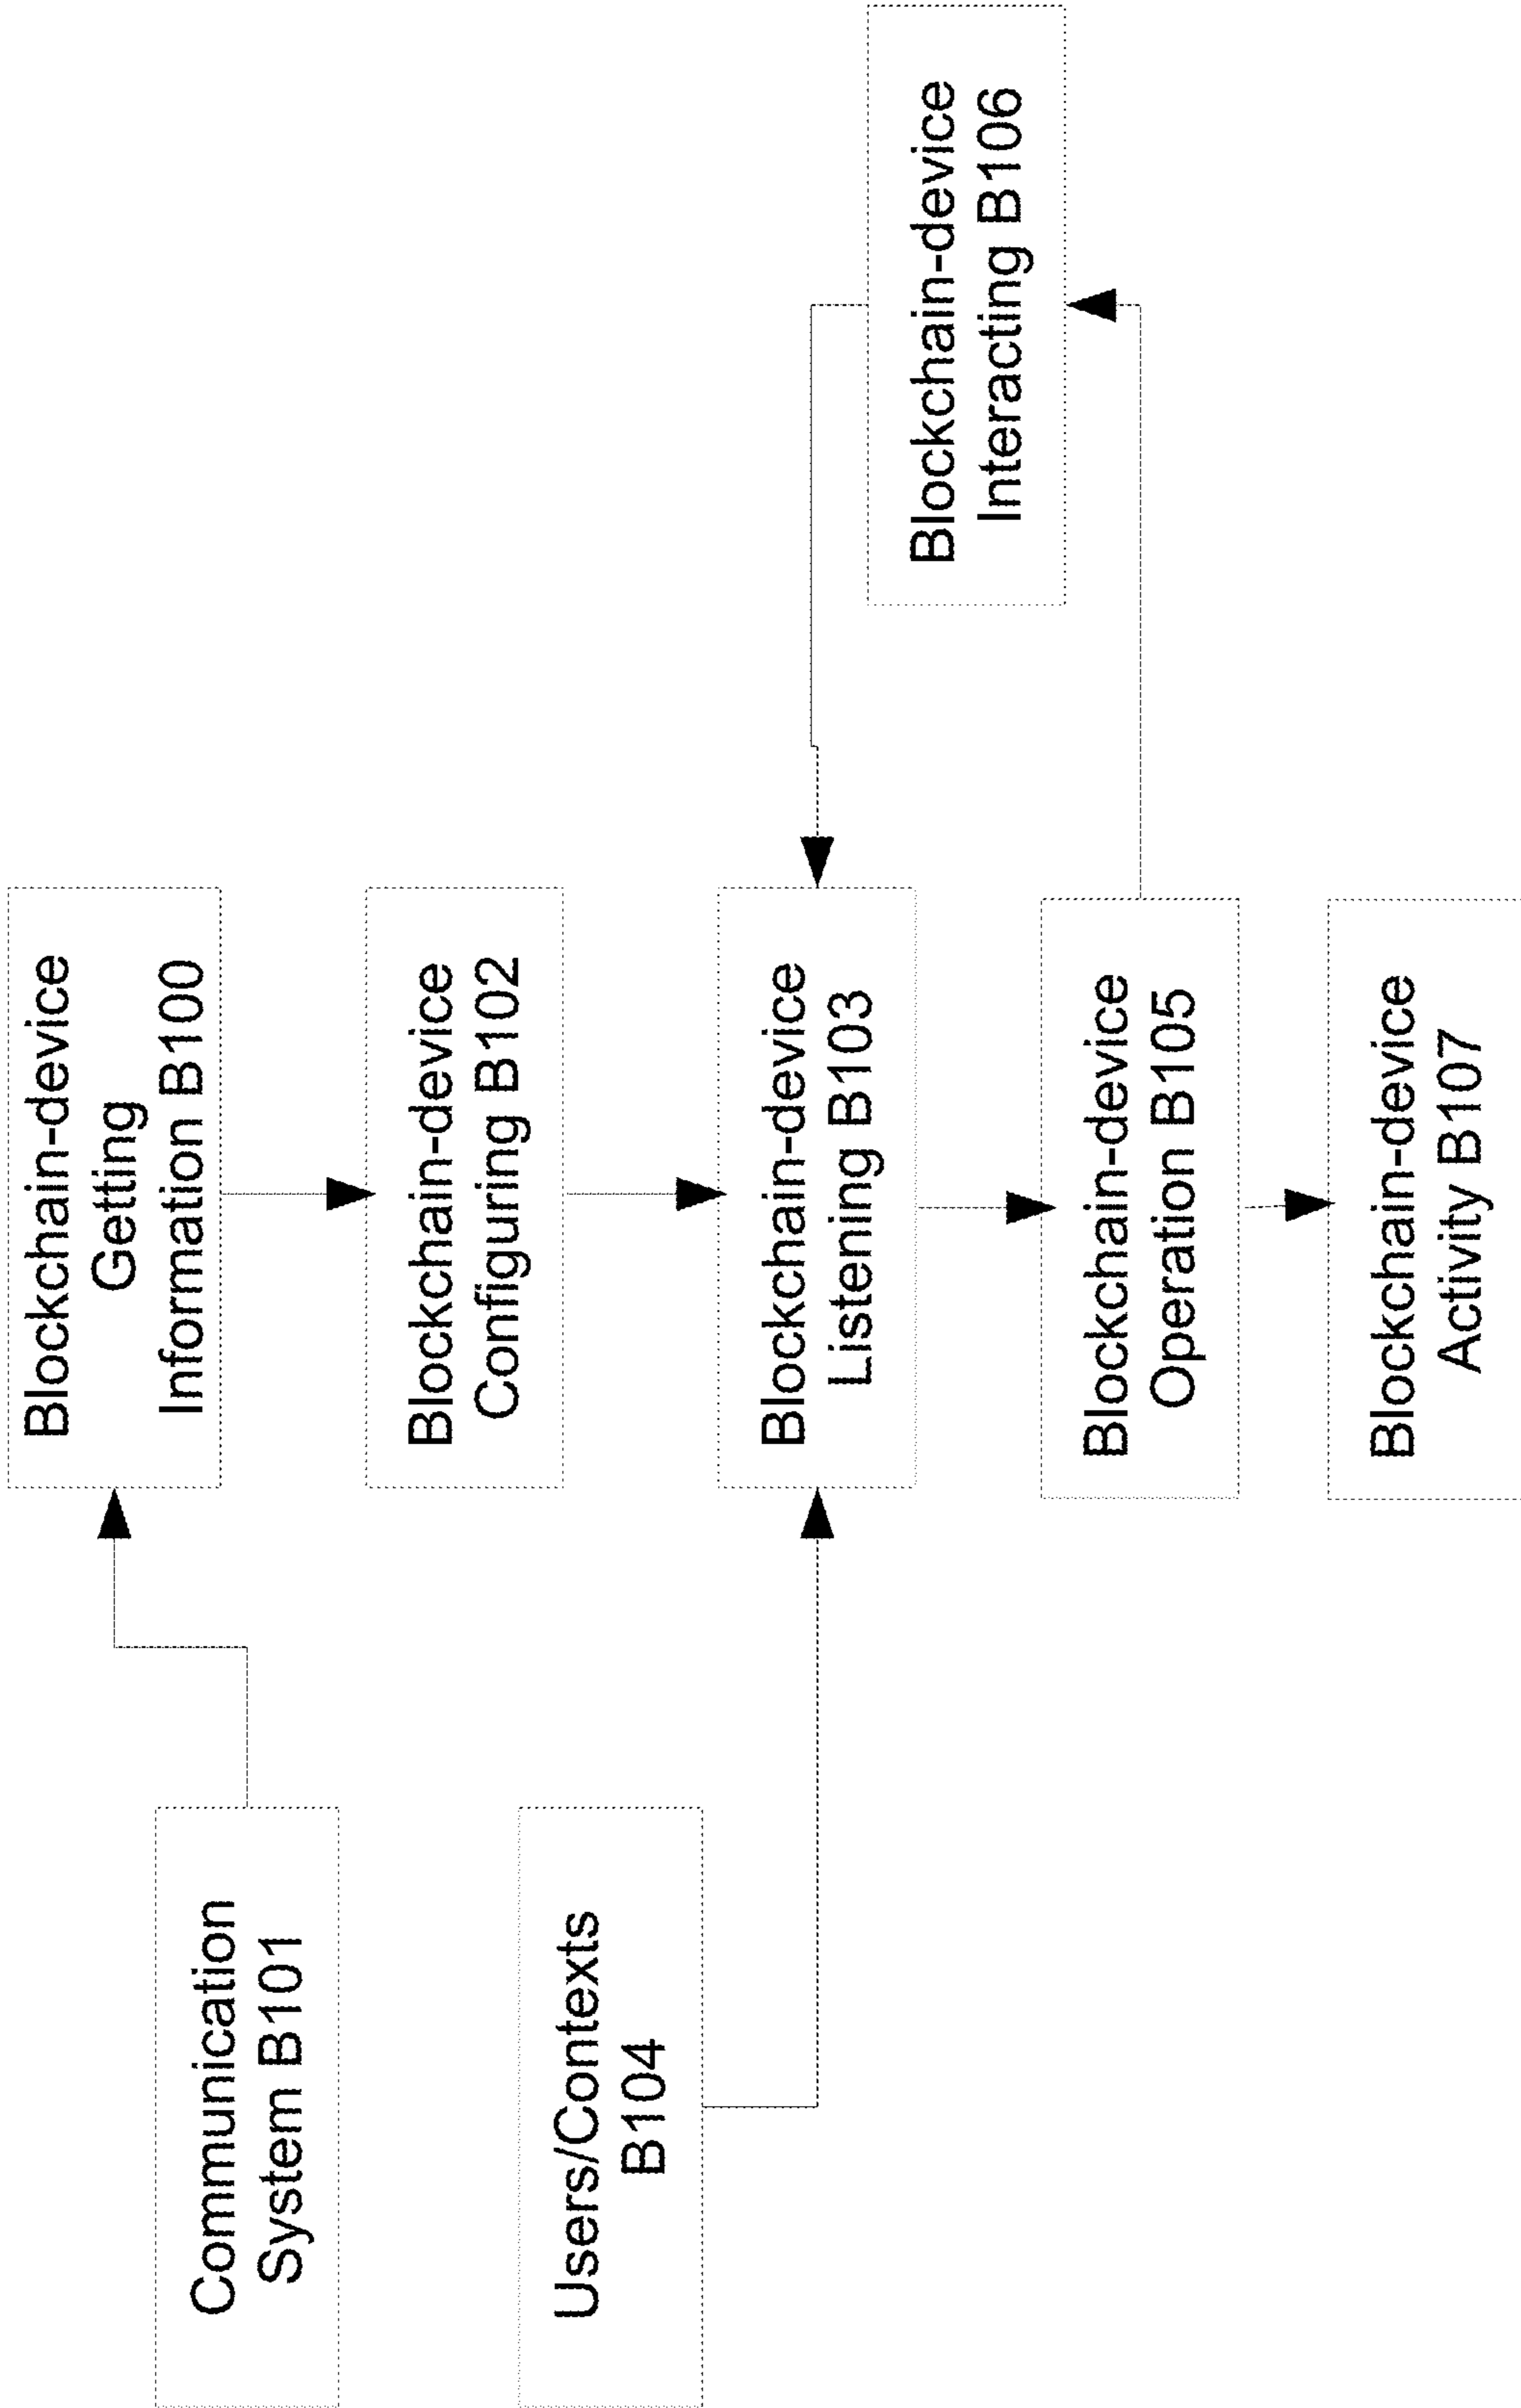 Blockchain-device
Getting
Information B100
Communication
System B101
Blockchain-device
Configuring B102
Users/Contexts
B104
Blockchain-device
Listening B103
Blockchain-device
Interacting B106
Blockchain-device
Operation B105
Blockchain-device
Activity B107